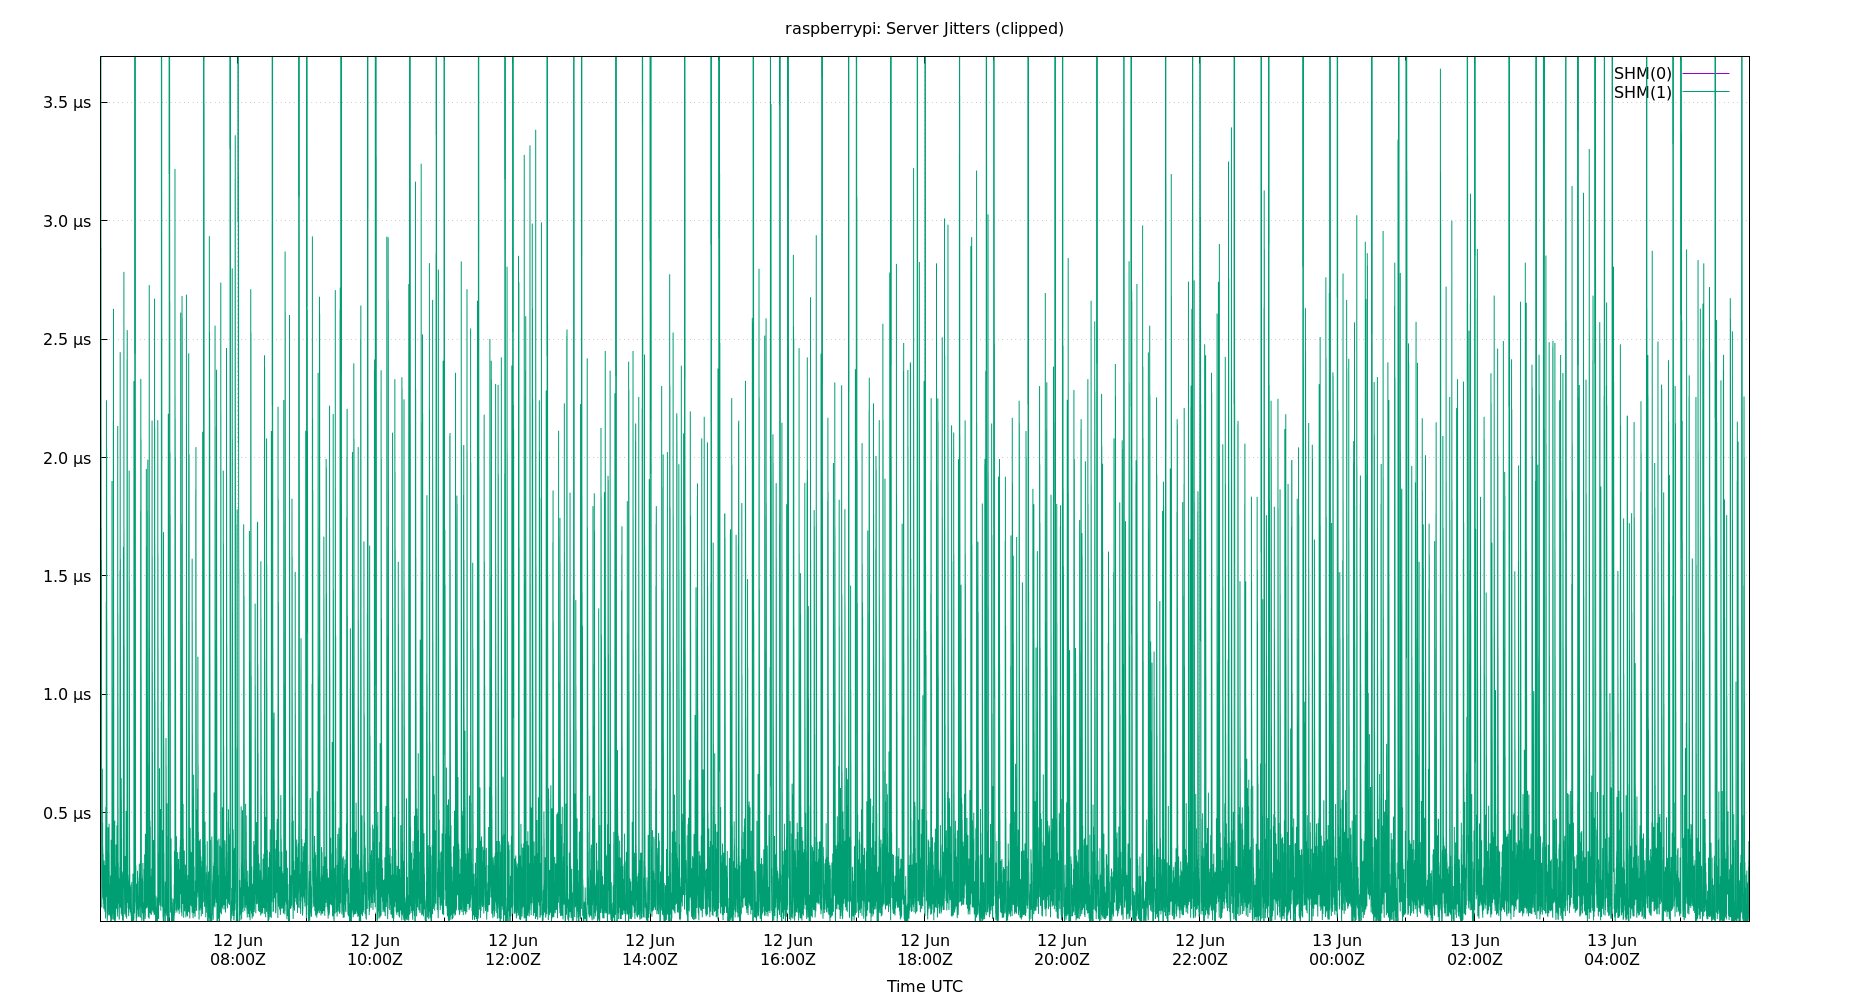 raspberrypi: Server Jitters (clipped)
SHM(0)
SHM(1)
3.5 µs
3.0 µs
2.5 µs
2.0 µs
1.5 µs
1.0 µs
0.5 µs
12 Jun 12 Jun 12 Jun 12 Jun 12 Jun 12 Jun 12 Jun 12 Jun 13 Jun 13 Jun 13 Jun
08:00Z 10:00Z 12:00Z 14:00Z 16:00Z 18:00Z 20:00Z 22:00Z 00:00Z 02:00Z 04:00Z
Time UTC